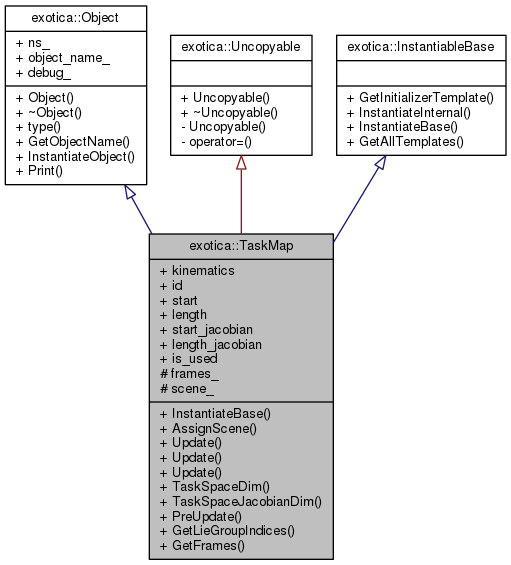 exotica::Object
+ ns_
+ object_name_
+ debug_
+ Object()
+ ~Object()
+ type()
+ GetObjectName()
+ InstantiateObject()
+ Print()
exotica::Uncopyable
+ Uncopyable()
+ ~Uncopyable()
- Uncopyable()
- operator=()
exotica::InstantiableBase
+ GetInitializerTemplate()
+ InstantiateInternal()
+ InstantiateBase()
+ GetAllTemplates()
exotica::TaskMap
+ kinematics
+ id
+ start
+ length
+ start_jacobian
+ length_jacobian
+ is_used
# frames_
# scene_
+ InstantiateBase()
+ AssignScene()
+ Update()
+ Update()
+ Update()
+ TaskSpaceDim()
+ TaskSpaceJacobianDim()
+ PreUpdate()
+ GetLieGroupIndices()
+ GetFrames()